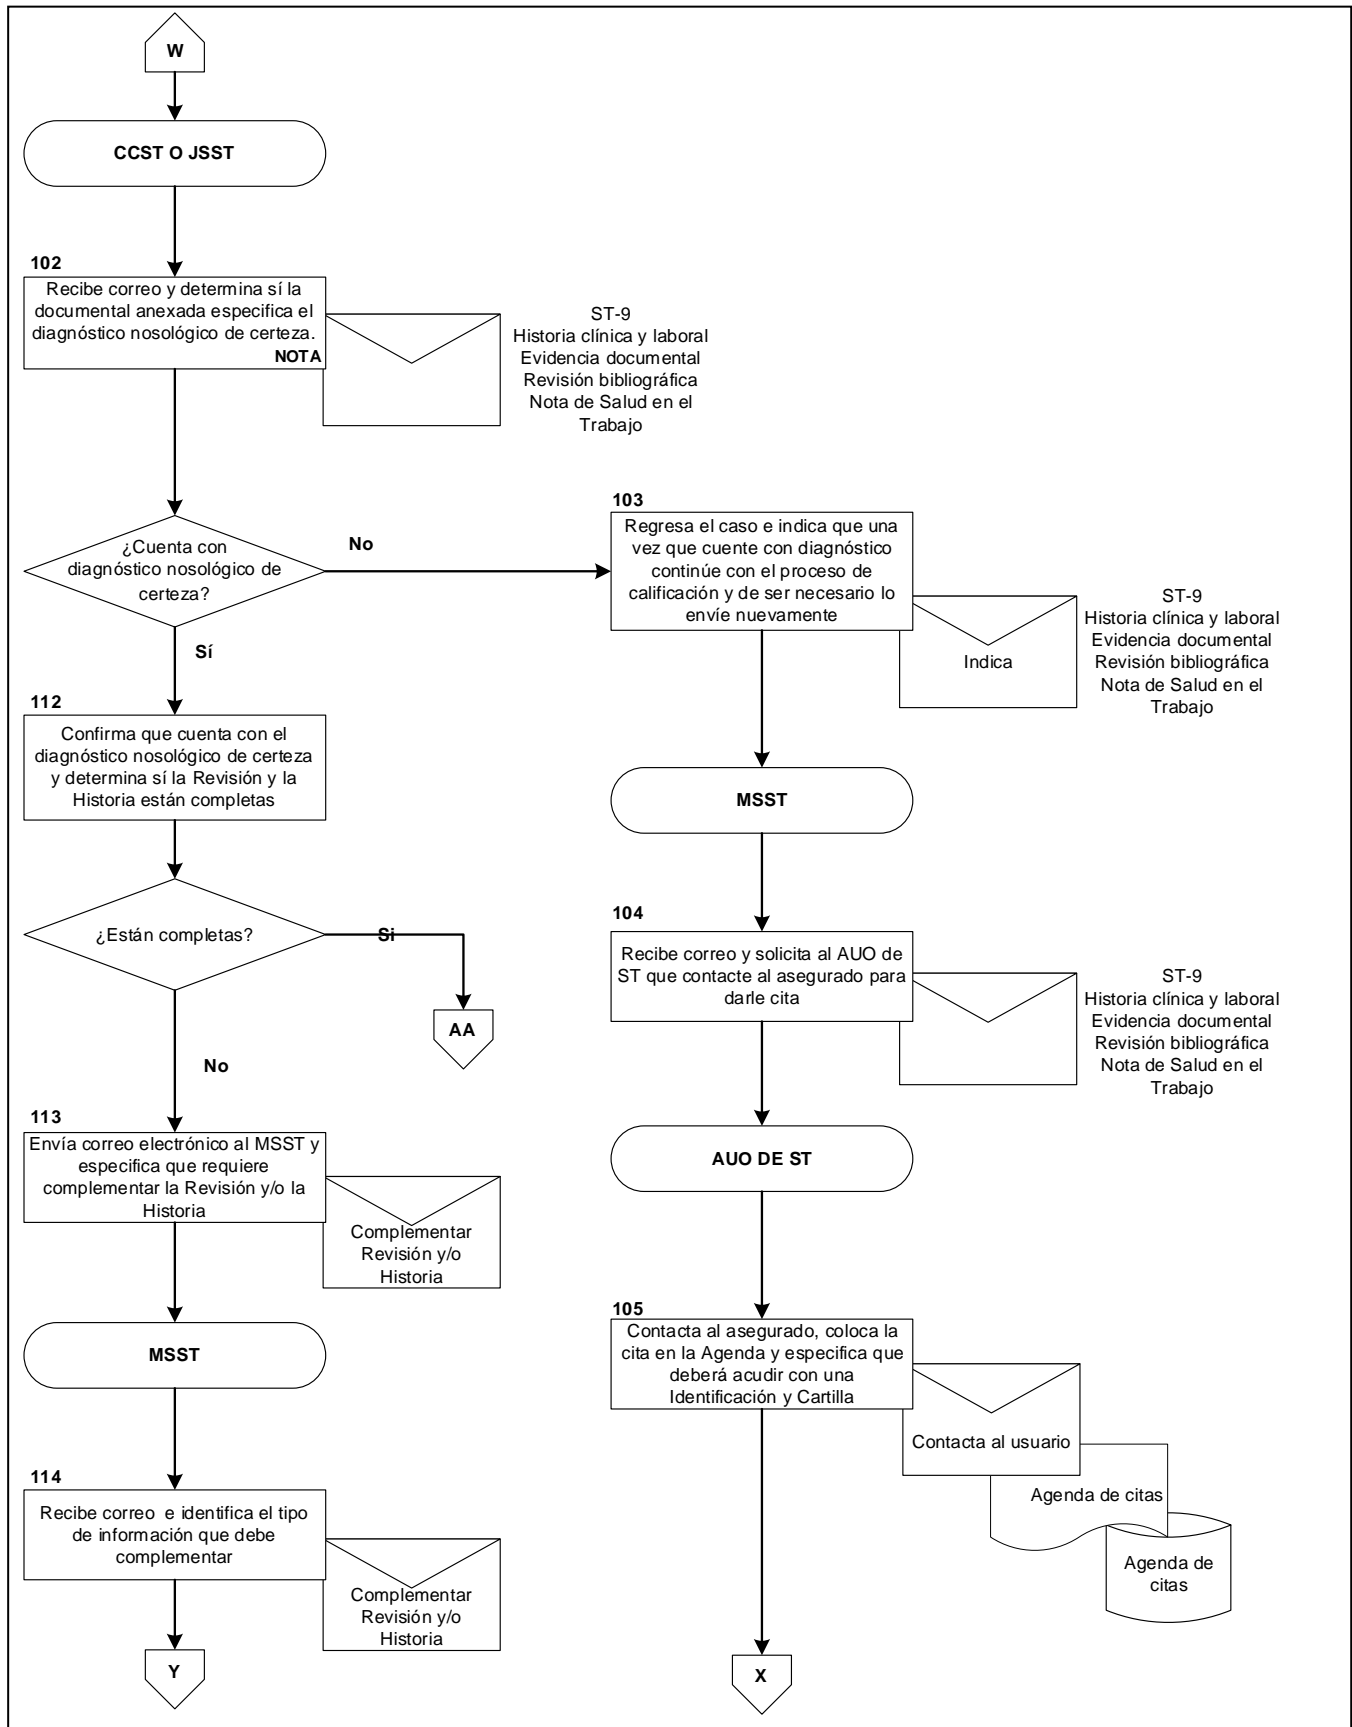 W
CCST O JSST
102
Recibe correo y determina sí la
documental anexada especifica el
diagnóstico nosológico de certeza.
NOTA
ST-9
Historia clínica y laboral
Evidencia documental
Revisión bibliográfica
Nota de Salud en el
Trabajo
¿Cuenta con
diagnóstico nosológico de
certeza?
No
Sí
103
Regresa el caso e indica que una
vez que cuente con diagnóstico
continúe con el proceso de
calificación y de ser necesario lo
envíe nuevamente
Indica
ST-9
Historia clínica y laboral
Evidencia documental
Revisión bibliográfica
Nota de Salud en el
Trabajo
112
Confirma que cuenta con el
diagnóstico nosológico de certeza
y determina sí la Revisión y la
Historia están completas
MSST
¿Están completas?
Si
AA
No
104
Recibe correo y solicita al AUO de
ST que contacte al asegurado para
darle cita
ST-9
Historia clínica y laboral
Evidencia documental
Revisión bibliográfica
Nota de Salud en el
Trabajo
113
Envía correo electrónico al MSST y
especifica que requiere
complementar la Revisión y/o la
Historia
Complementar
Revisión y/o
Historia
AUO DE ST
MSST
105
Contacta al asegurado, coloca la
cita en la Agenda y especifica que
deberá acudir con una
Identificación y Cartilla
Contacta al usuario
Agenda de citas
Agenda de
citas
114
Recibe correo e identifica el tipo
de información que debe
complementar
Complementar
Revisión y/o
Historia
Y
X